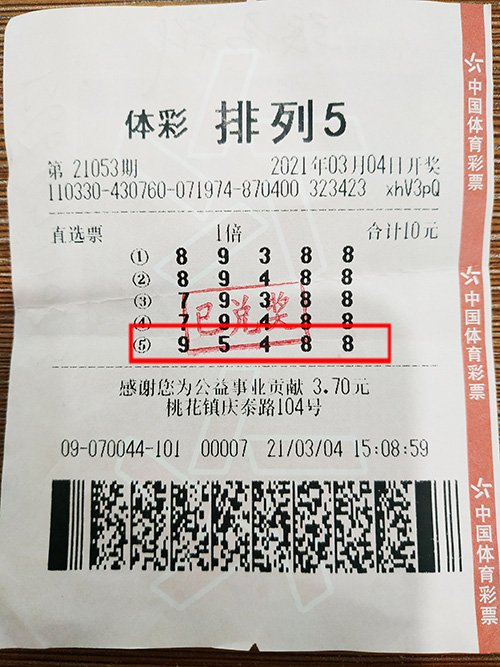 体彩 排列5
第 21053期 2021年03月04日开奖
110330-430760-071974-870400 323423 xhV3pQ
直选票 1倍 合计10元
① 8 9 3 8 8
② 8 9 4 8 8
③ 7 9 3 8 8
④ 7 9 4 8 8
已兑奖
⑤ 9 5 4 8 8
感谢您为公益事业贡献 3.70元
桃花镇庆泰路104号
09-070044-101 00007 21/03/04 15:08:59
中国体育彩票
中国体育彩票
中国体育彩票